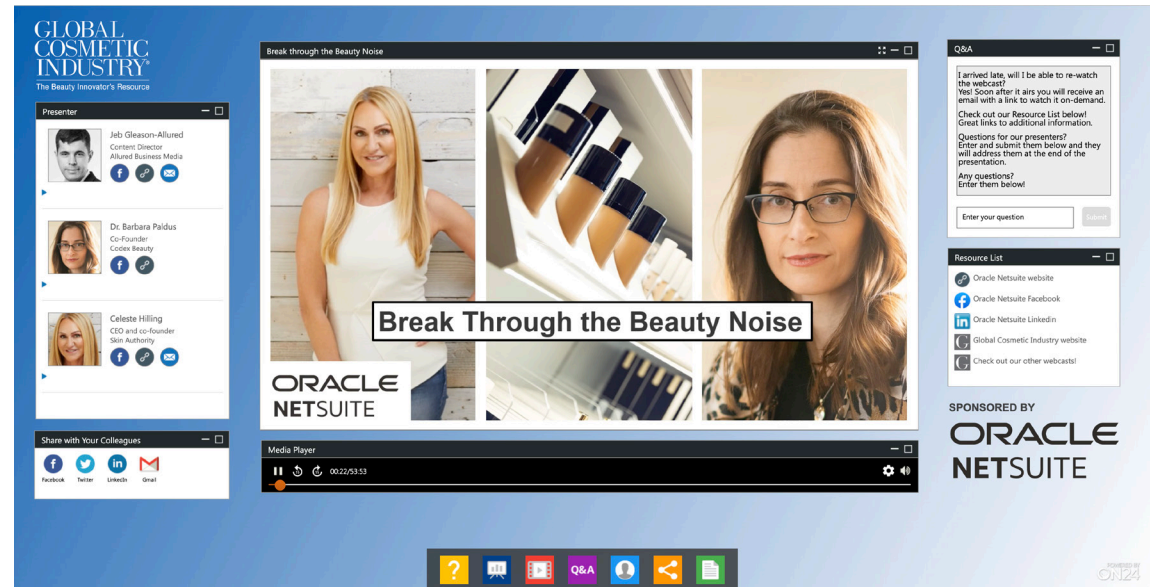 GLOBAL
COSMETIC
INDUSTRY®
The Beauty Innovator's Resource
Presenter
Jeb Gleason-Allured
Content Director
Allured Business Media
Dr. Barbara Paldus
Co-Founder
Codex Beauty
Celeste Hilling
CEO and co-founder
Skin Authority
Share with Your Colleagues
Facebook
Twitter
LinkedIn
Gmail
Break through the Beauty Noise
Break Through the Beauty Noise
ORACLE
NETSUITE
Media Player
00:22/53:53
Q&A
I arrived late, will I be able to re-watch
the webcast?
Yes! Soon after it airs you will receive an
email with a link to watch it on-demand.
Check out our Resource List below!
Great links to additional information.
Questions for our presenters?
Enter and submit them below and they
will address them at the end of the
presentation.
Any questions?
Enter them below!
Enter your question
Submit
Resource List
Oracle Netsuite website
Oracle Netsuite Facebook
Oracle Netsuite Linkedin
Global Cosmetic Industry website
Check out our other webcasts!
SPONSORED BY
ORACLE
NETSUITE
?
Q&A
POWERED BY
ON24